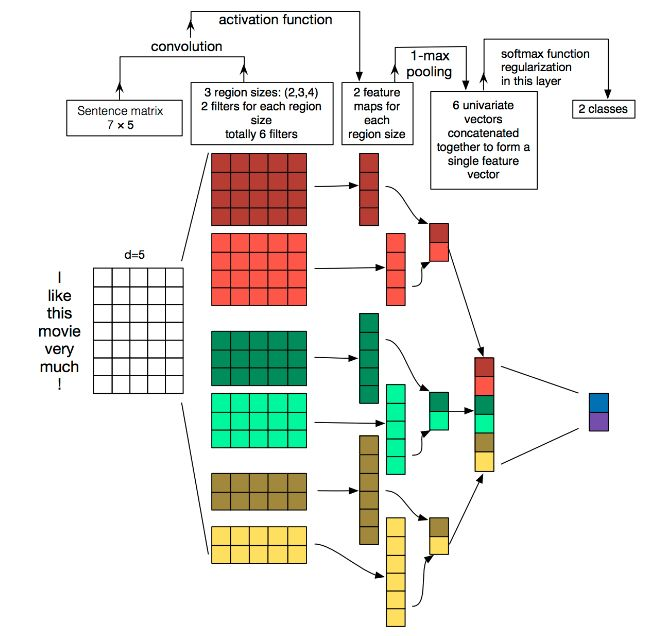 activation function
convolution
1-max
pooling
softmax function
regularization
in this layer
Sentence matrix
7 × 5
3 region sizes: (2,3,4)
2 filters for each region
size
totally 6 filters
2 feature
maps for
each
region size
6 univariate
vectors
concatenated
together to form a
single feature
vector
2 classes
d=5
I
like
this
movie
very
much
!